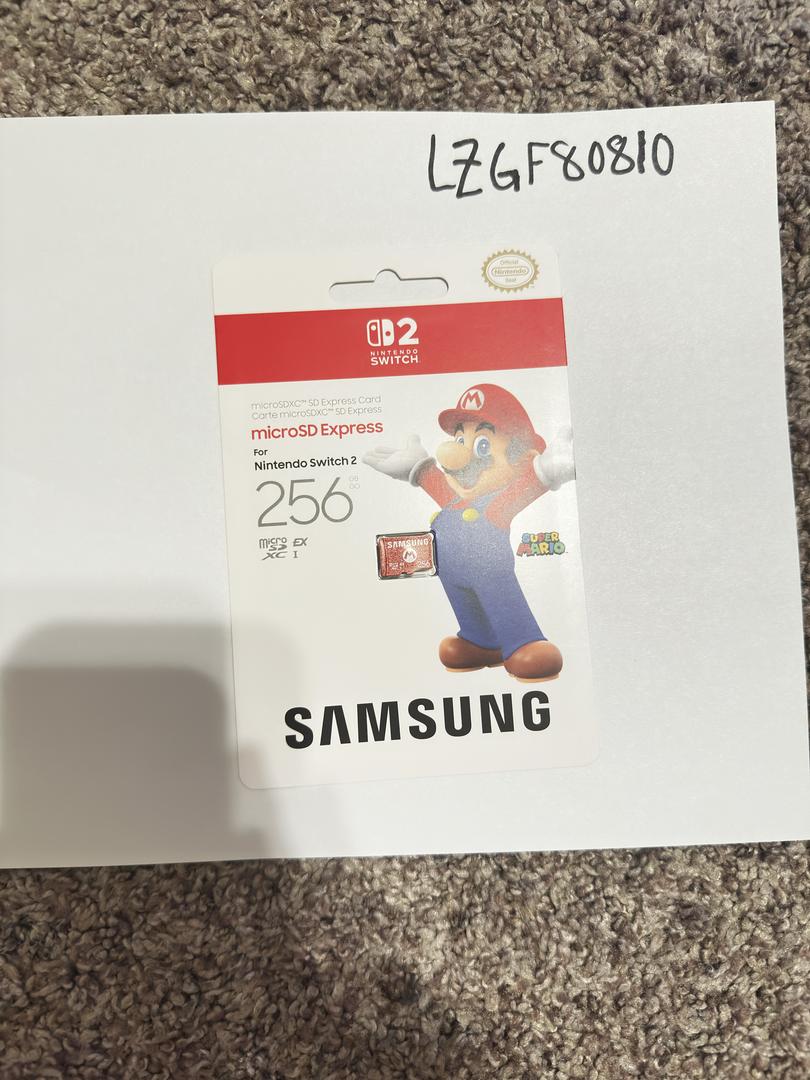 LZGF80810
Official
Nintendo
Seal
2
NINTENDO
SWITCH
microSDXC™ SD Express Card
Carte microSDXC™ SD Express
microSD Express
For
Nintendo Switch 2
256 GB
GO
micro
SD EX
XC I
M
SAMSUNG
M
256
SUPER
MARIO
SAMSUNG